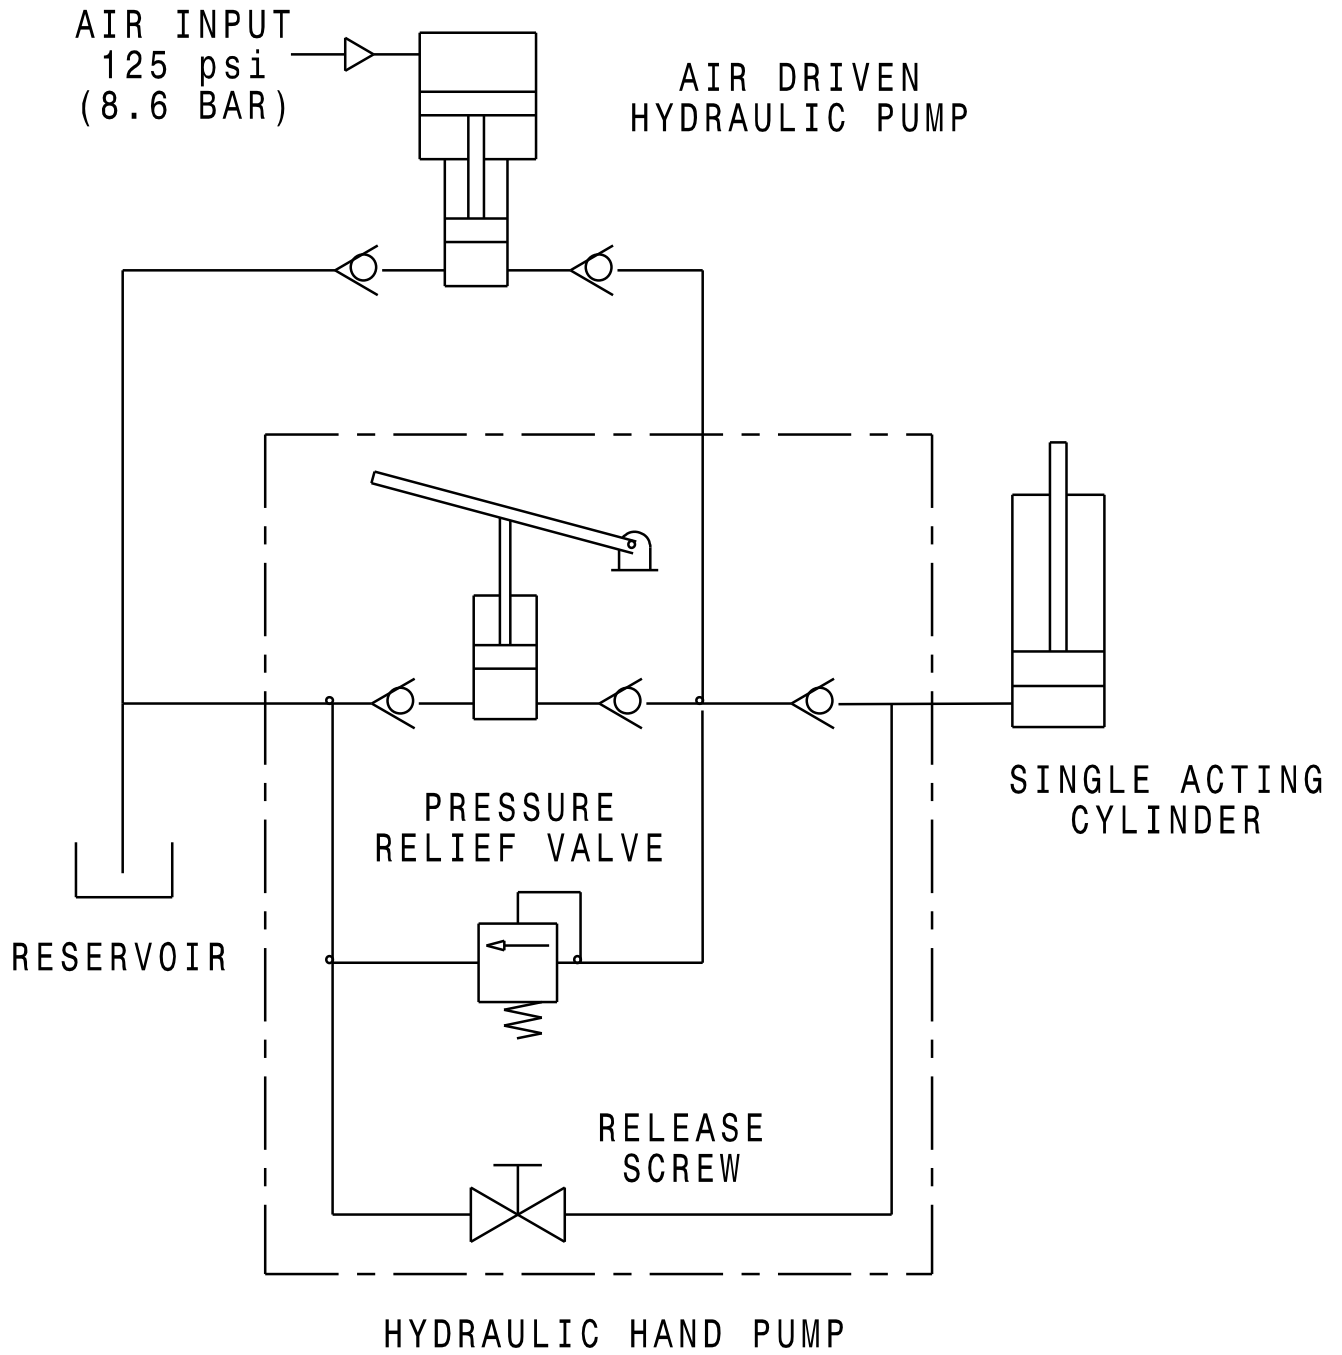 AIR INPUT
125 psi
(8.6 BAR)
AIR DRIVEN
HYDRAULIC PUMP
SINGLE ACTING
CYLINDER
PRESSURE
RELIEF VALVE
RESERVOIR
RELEASE
SCREW
HYDRAULIC HAND PUMP